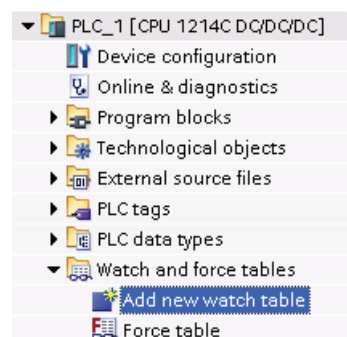 PLC_1 [CPU 1214C DC/DC/DC]
Device configuration
Online & diagnostics
Program blocks
Technological objects
External source files
PLC tags
PLC data types
Watch and force tables
Add new watch table
Force table